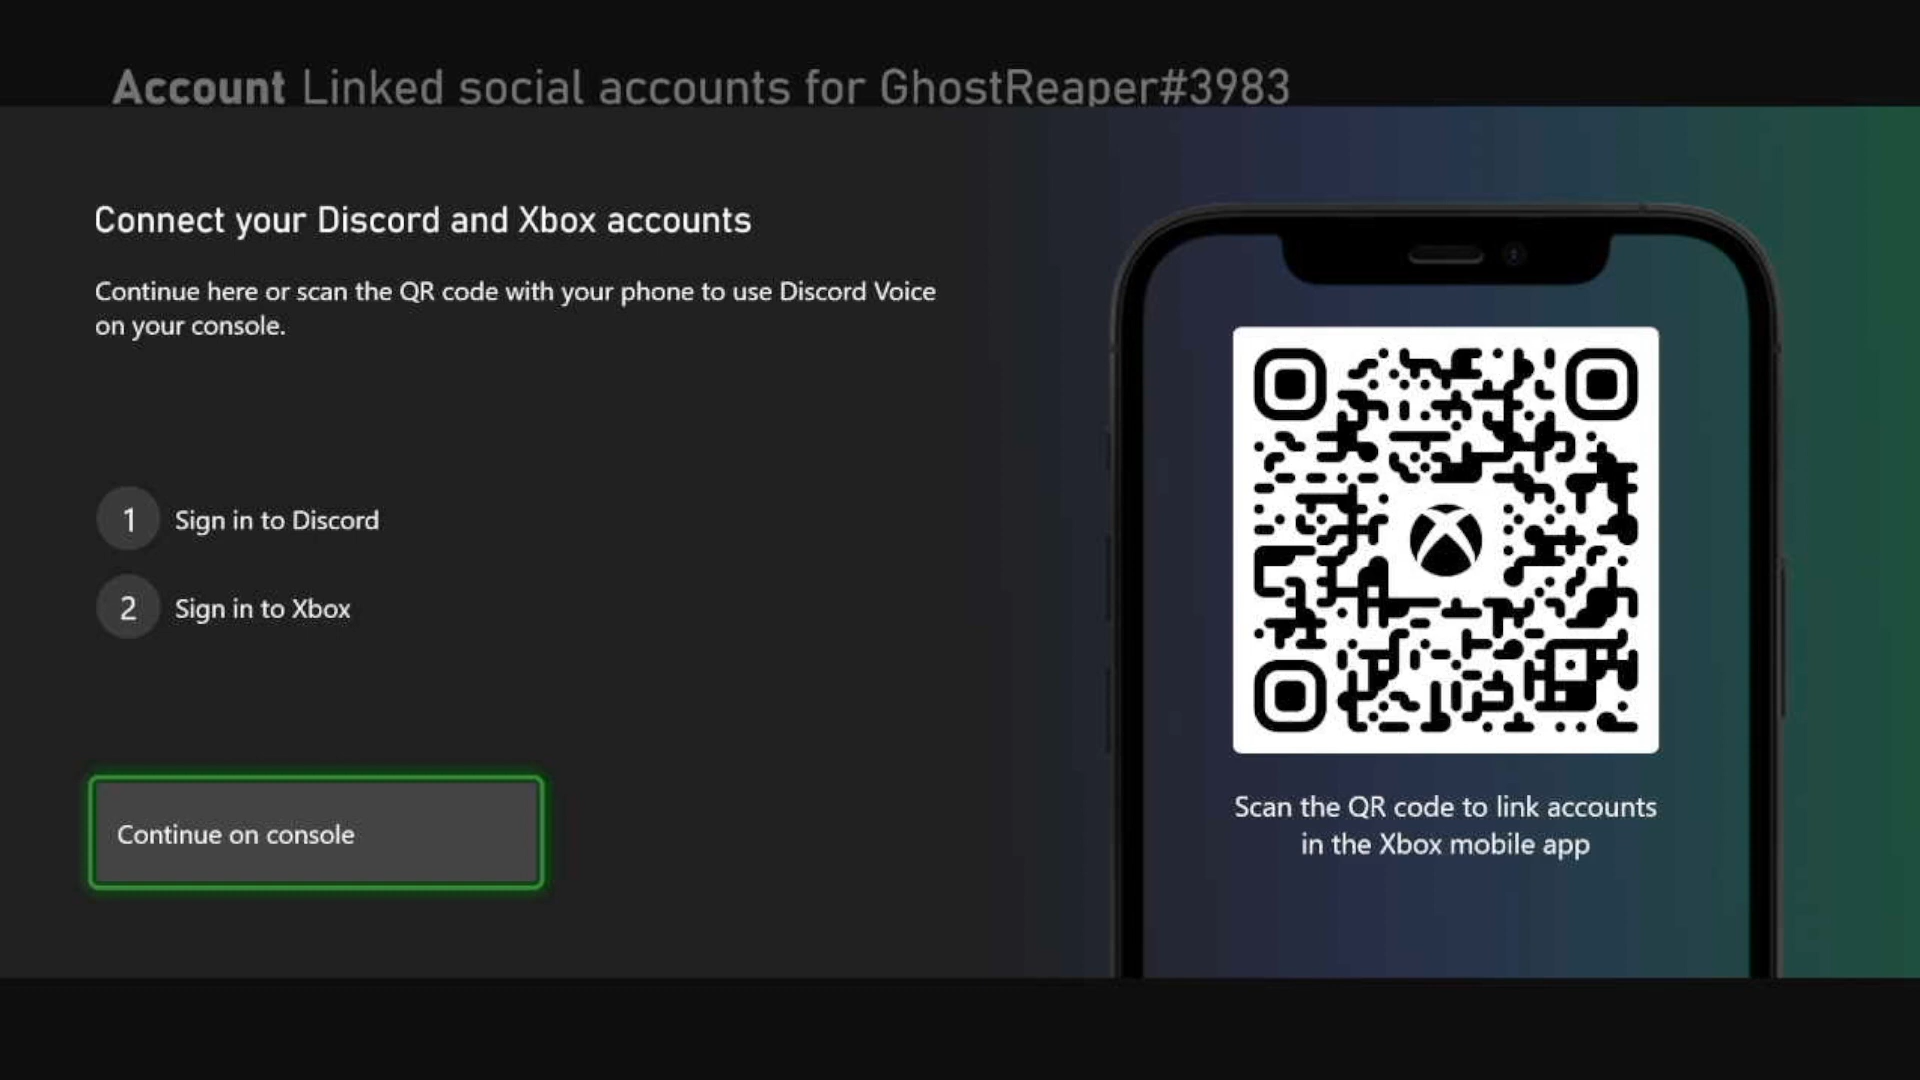 Account Linked social accounts for GhostReaper#3983
Connect your Discord and Xbox accounts
Continue here or scan the QR code with your phone to use Discord Voice
on your console.
1 Sign in to Discord
2 Sign in to Xbox
Continue on console
Scan the QR code to link accounts
in the Xbox mobile app